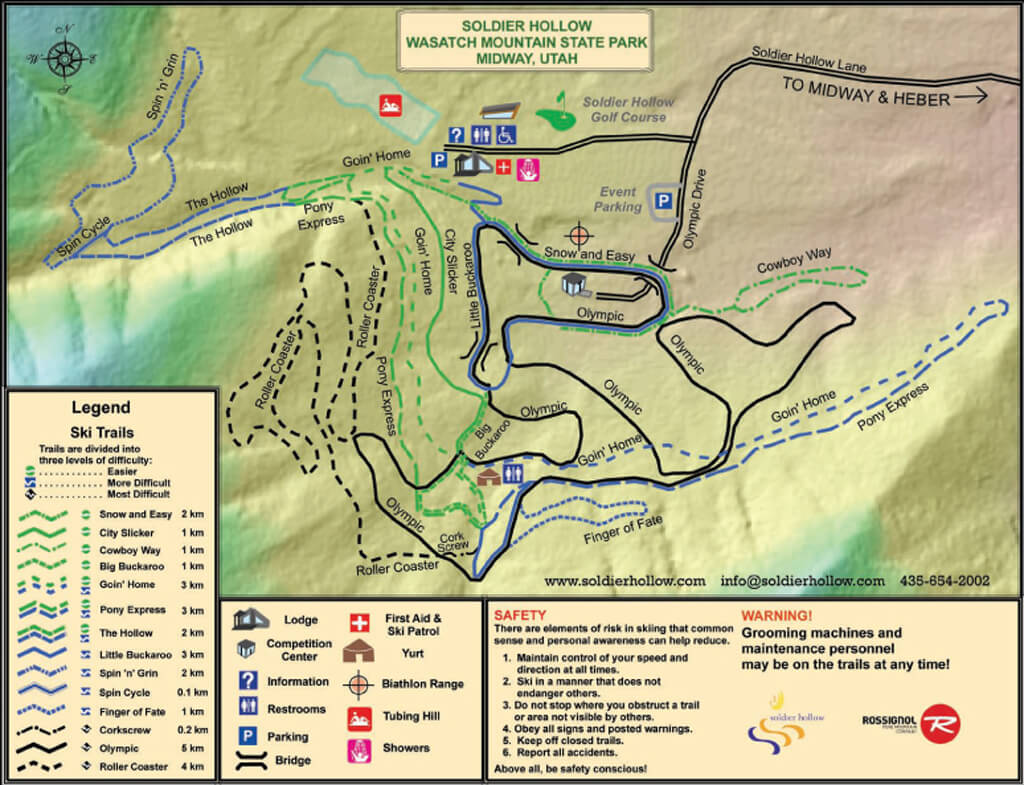 SOLDIER HOLLOW
WASATCH MOUNTAIN STATE PARK
MIDWAY, UTAH
N
W
E
S
Spin 'n' Grin
Soldier Hollow Lane
TO MIDWAY & HEBER
Soldier Hollow
Golf Course
?
P
Goin' Home
Event
Parking
P
Olympic Drive
The Hollow
The Hollow
Spin Cycle
Pony
Express
Goin' Home
City Slicker
Little Buckaroo
Snow and Easy
Cowboy Way
Olympic
Roller Coaster
Roller Coaster
Roller Coaster
Pony Express
Olympic
Olympic
Olympic
Big
Buckaroo
Goin' Home
Goin' Home
Pony Express
Olympic
Cork
Screw
Roller Coaster
Finger of Fate
www.soldierhollow.com info@soldierhollow.com 435-654-2002
Legend
Ski Trails
Trails are divided into
three levels of difficulty:
Easier
More Difficult
Most Difficult
Snow and Easy 2 km
City Slicker 1 km
Cowboy Way 1 km
Big Buckaroo 1 km
Goin' Home 3 km
Pony Express 3 km
The Hollow 2 km
Little Buckaroo 3 km
Spin 'n' Grin 2 km
Spin Cycle 0.1 km
Finger of Fate 1 km
Corkscrew 0.2 km
Olympic 5 km
Roller Coaster 4 km
Lodge
Competition
Center
? Information
Restrooms
P Parking
Bridge
First Aid &
Ski Patrol
Yurt
Biathlon Range
Tubing Hill
Showers
SAFETY
There are elements of risk in skiing that common
sense and personal awareness can help reduce.
1. Maintain control of your speed and
direction at all times.
2. Ski in a manner that does not
endanger others.
3. Do not stop where you obstruct a trail
or area not visible by others.
4. Obey all signs and posted warnings.
5. Keep off closed trails.
6. Report all accidents.
Above all, be safety conscious!
WARNING!
Grooming machines and
maintenance personnel
may be on the trails at any time!
soldier hollow
ROSSIGNOL
R